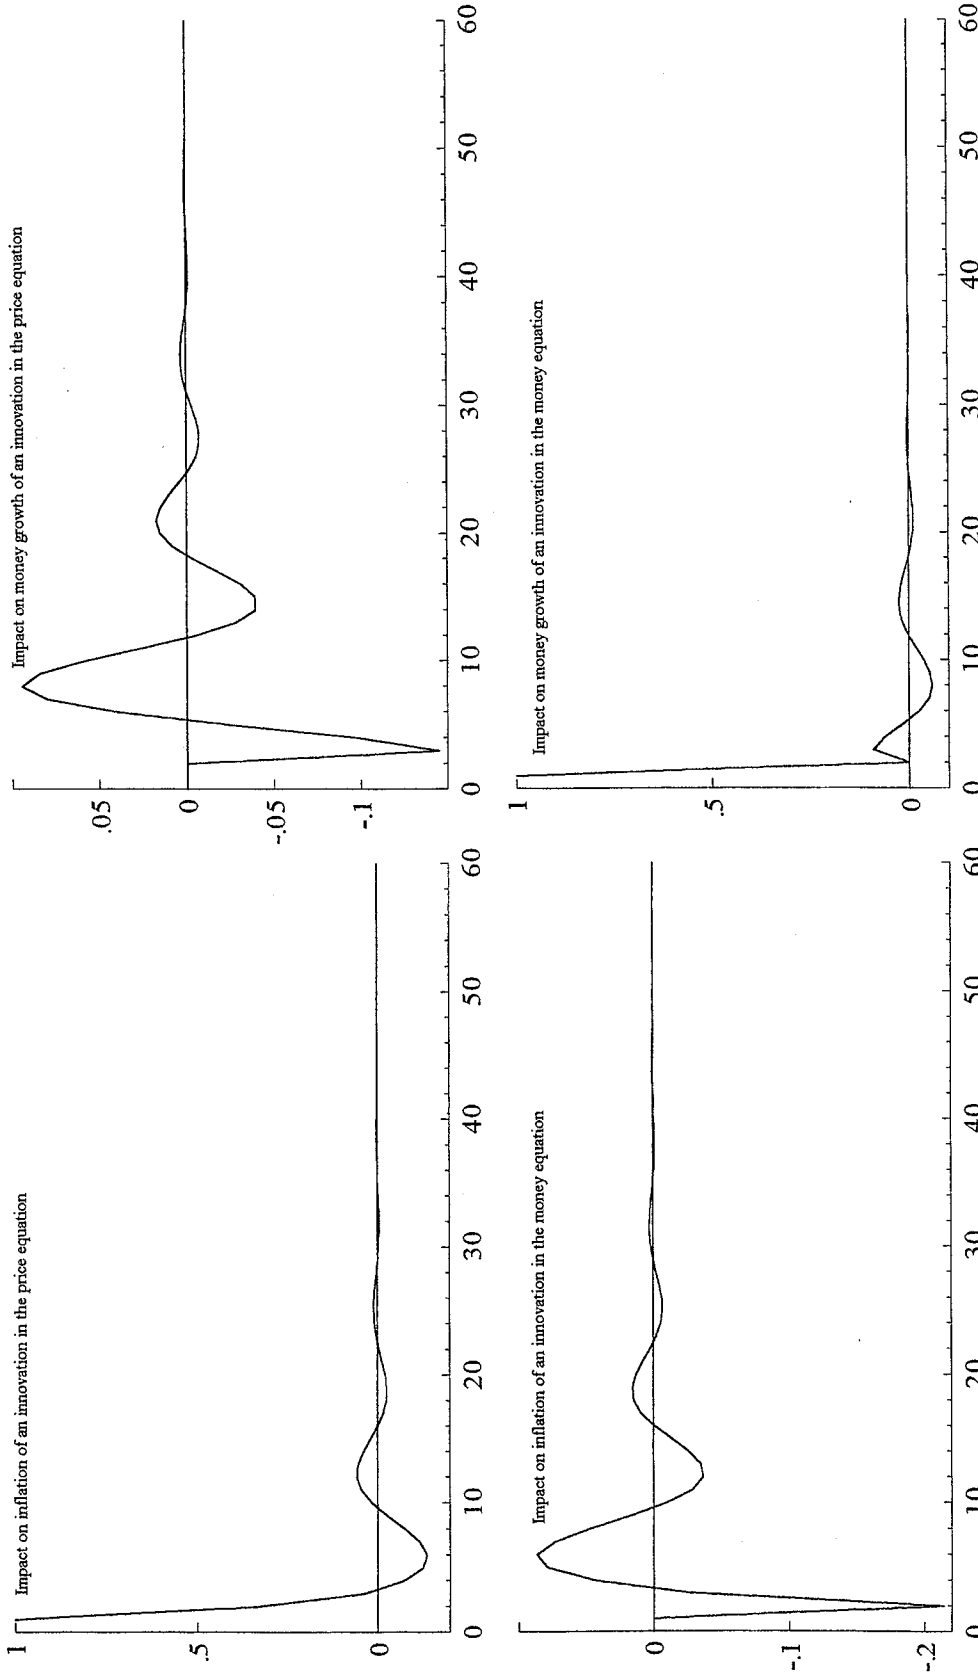 Impact on inflation of an innovation in the price equation
1
.5
0
0 10 20 30 40 50 60
Impact on money growth of an innovation in the price equation
.05
0
-.05
-.1
0 10 20 30 40 50 60
Impact on inflation of an innovation in the money equation
0
-.1
-.2
0 10 20 30 40 50 60
Impact on money growth of an innovation in the money equation
1
.5
0
0 10 20 30 40 50 60